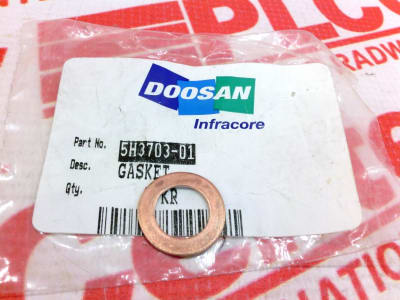 DOOSAN
Infracore
Part No. 5H3703-01
Desc. GASKET
Qty. KR